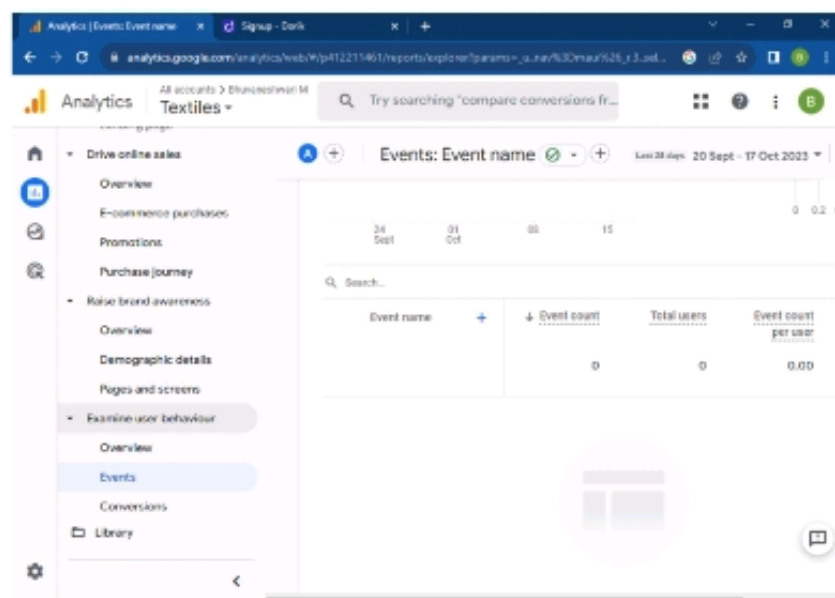 Analytics | Events: Event name
Signup - Dorik
analytics.google.com/analytics/web/#/p412211461/reports/explorer?params=_u..nav%3Dmaui%26_r3.sel...
Analytics
All accounts > Bhuvaneshwari M
Textiles
Try searching "compare conversions fr...
B
Drive online sales
Overview
E-commerce purchases
Promotions
Purchase journey
Raise brand awareness
Overview
Demographic details
Pages and screens
Examine user behaviour
Overview
Events
Conversions
Library
A
Events: Event name
Last 28 days 20 Sept - 17 Oct 2023
0 0.2
24 Sept
01 Oct
08
15
Search...
Event name
Event count
Total users
Event count per user
0 0 0.00